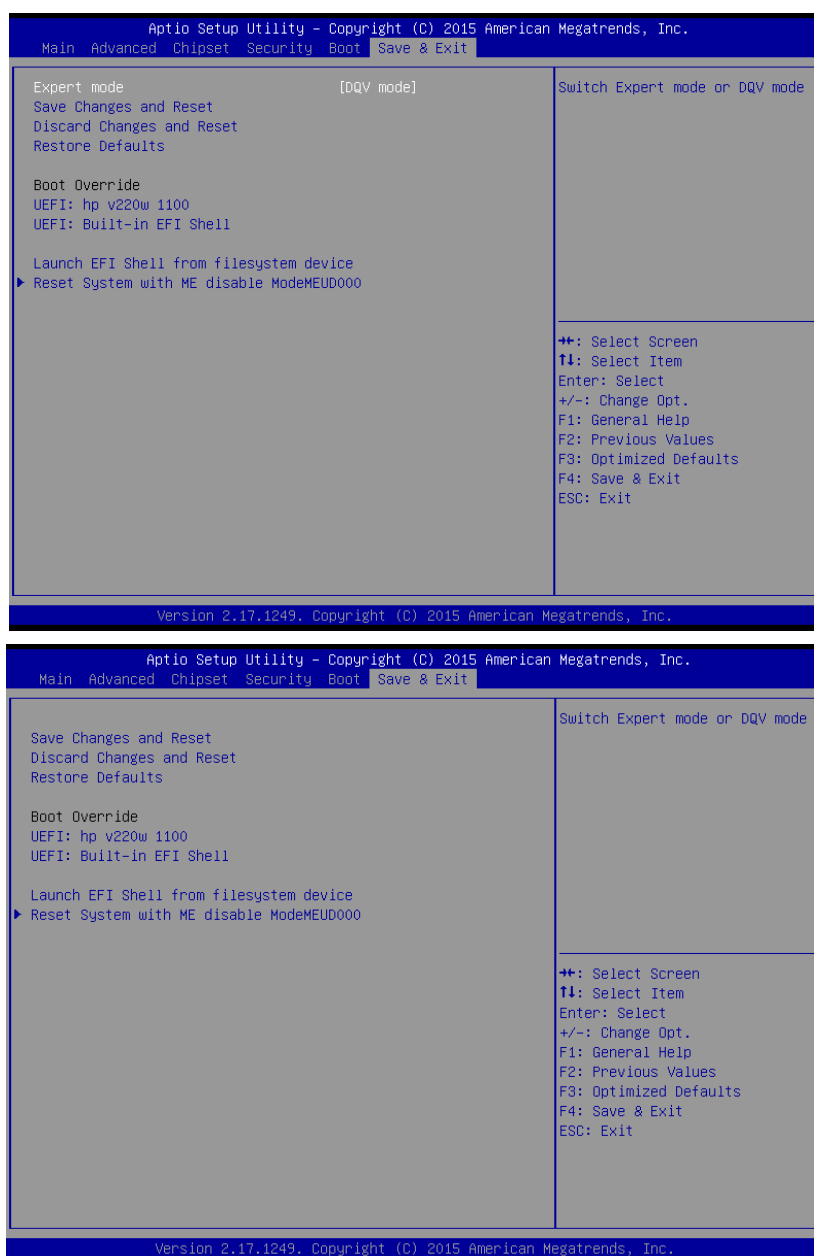 Aptio Setup Utility – Copyright (C) 2015 American Megatrends, Inc.
Main Advanced Chipset Security Boot Save & Exit
Expert mode [DQV mode]
Save Changes and Reset
Discard Changes and Reset
Restore Defaults
Boot Override
UEFI: hp v220w 1100
UEFI: Built-in EFI Shell
Launch EFI Shell from filesystem device
▶ Reset System with ME disable ModeMEUD000
Switch Expert mode or DQV mode
→←: Select Screen
↑↓: Select Item
Enter: Select
+/-: Change Opt.
F1: General Help
F2: Previous Values
F3: Optimized Defaults
F4: Save & Exit
ESC: Exit
Version 2.17.1249. Copyright (C) 2015 American Megatrends, Inc.
Aptio Setup Utility – Copyright (C) 2015 American Megatrends, Inc.
Main Advanced Chipset Security Boot Save & Exit
Save Changes and Reset
Discard Changes and Reset
Restore Defaults
Boot Override
UEFI: hp v220w 1100
UEFI: Built-in EFI Shell
Launch EFI Shell from filesystem device
▶ Reset System with ME disable ModeMEUD000
Switch Expert mode or DQV mode
→←: Select Screen
↑↓: Select Item
Enter: Select
+/-: Change Opt.
F1: General Help
F2: Previous Values
F3: Optimized Defaults
F4: Save & Exit
ESC: Exit
Version 2.17.1249. Copyright (C) 2015 American Megatrends, Inc.